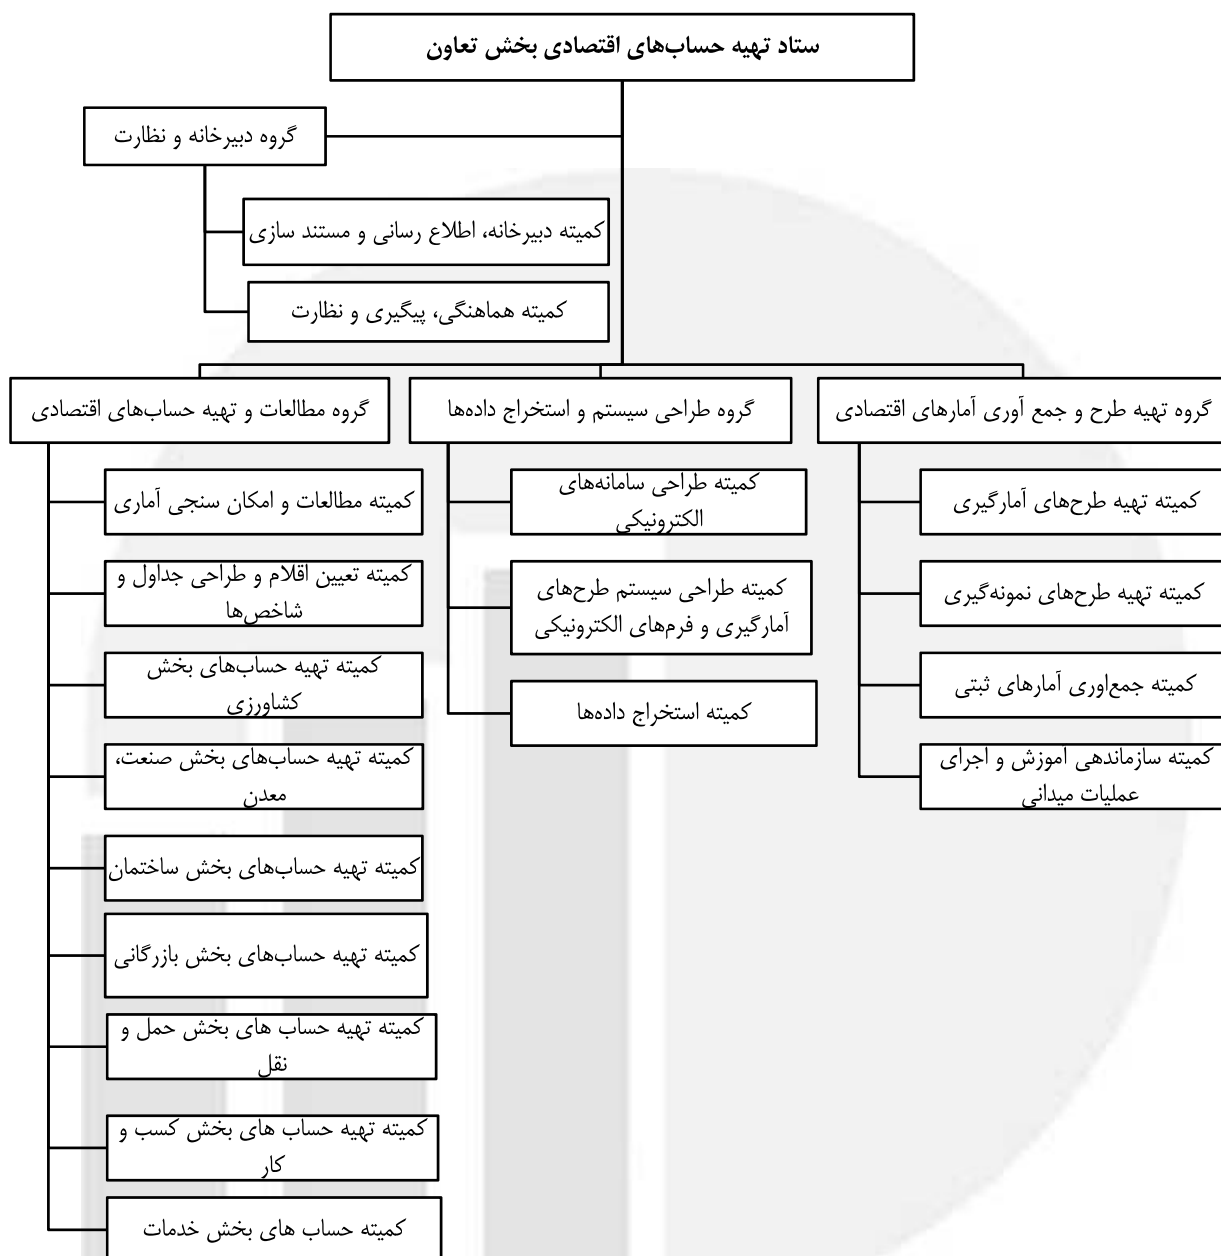 ستاد تهیه حساب‌های اقتصادی بخش تعاون
گروه دبیرخانه و نظارت
کمیته دبیرخانه، اطلاع رسانی و مستند سازی
کمیته هماهنگی، پیگیری و نظارت
گروه تهیه طرح و جمع آوری آمارهای اقتصادی
کمیته تهیه طرح‌های آمارگیری
کمیته تهیه طرح‌های نمونه‌گیری
کمیته جمع‌اوری آمارهای ثبتی
کمیته سازماندهی اموزش و اجرای
عملیات میدانی
گروه طراحی سیستم و استخراج داده‌ها
کمیته طراحی سامانه‌های
الکترونیکی
کمیته طراحی سیستم طرح‌های
آمارگیری و فرم‌های الکترونیکی
کمیته استخراج داده‌ها
گروه مطالعات و تهیه حساب‌های اقتصادی
کمیته مطالعات و امکان سنجی آماری
کمیته تعیین اقلام و طراحی جداول و
شاخص‌ها
کمیته تهیه حساب‌های بخش
کشاورزی
کمیته تهیه حساب‌های بخش صنعت،
معدن
کمیته تهیه حساب‌های بخش ساختمان
کمیته تهیه حساب‌های بخش بازرگانی
کمیته تهیه حساب های بخش حمل و
نقل
کمیته تهیه حساب های بخش کسب و
کار
کمیته حساب های بخش خدمات